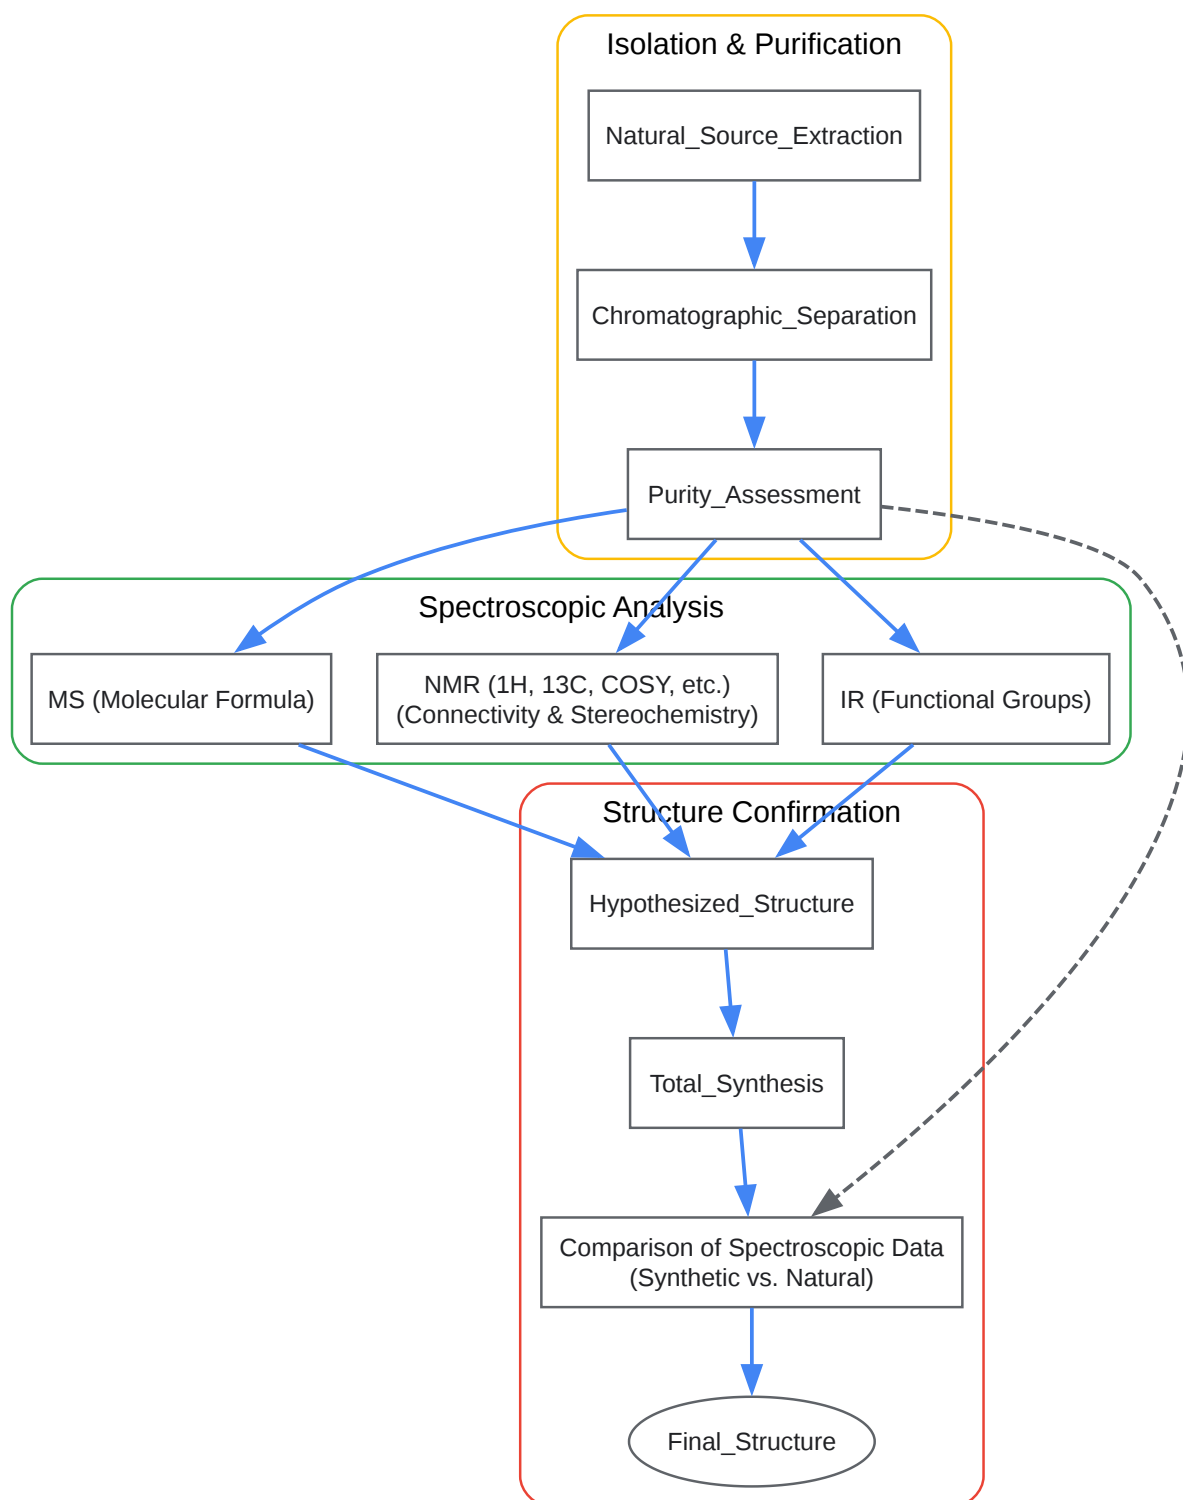 Isolation & Purification
Natural_Source_Extraction
Chromatographic_Separation
Purity_Assessment
Spectroscopic Analysis
MS (Molecular Formula)
NMR (1H, 13C, COSY, etc.)
(Connectivity & Stereochemistry)
IR (Functional Groups)
Structure Confirmation
Hypothesized_Structure
Total_Synthesis
Comparison of Spectroscopic Data
(Synthetic vs. Natural)
Final_Structure